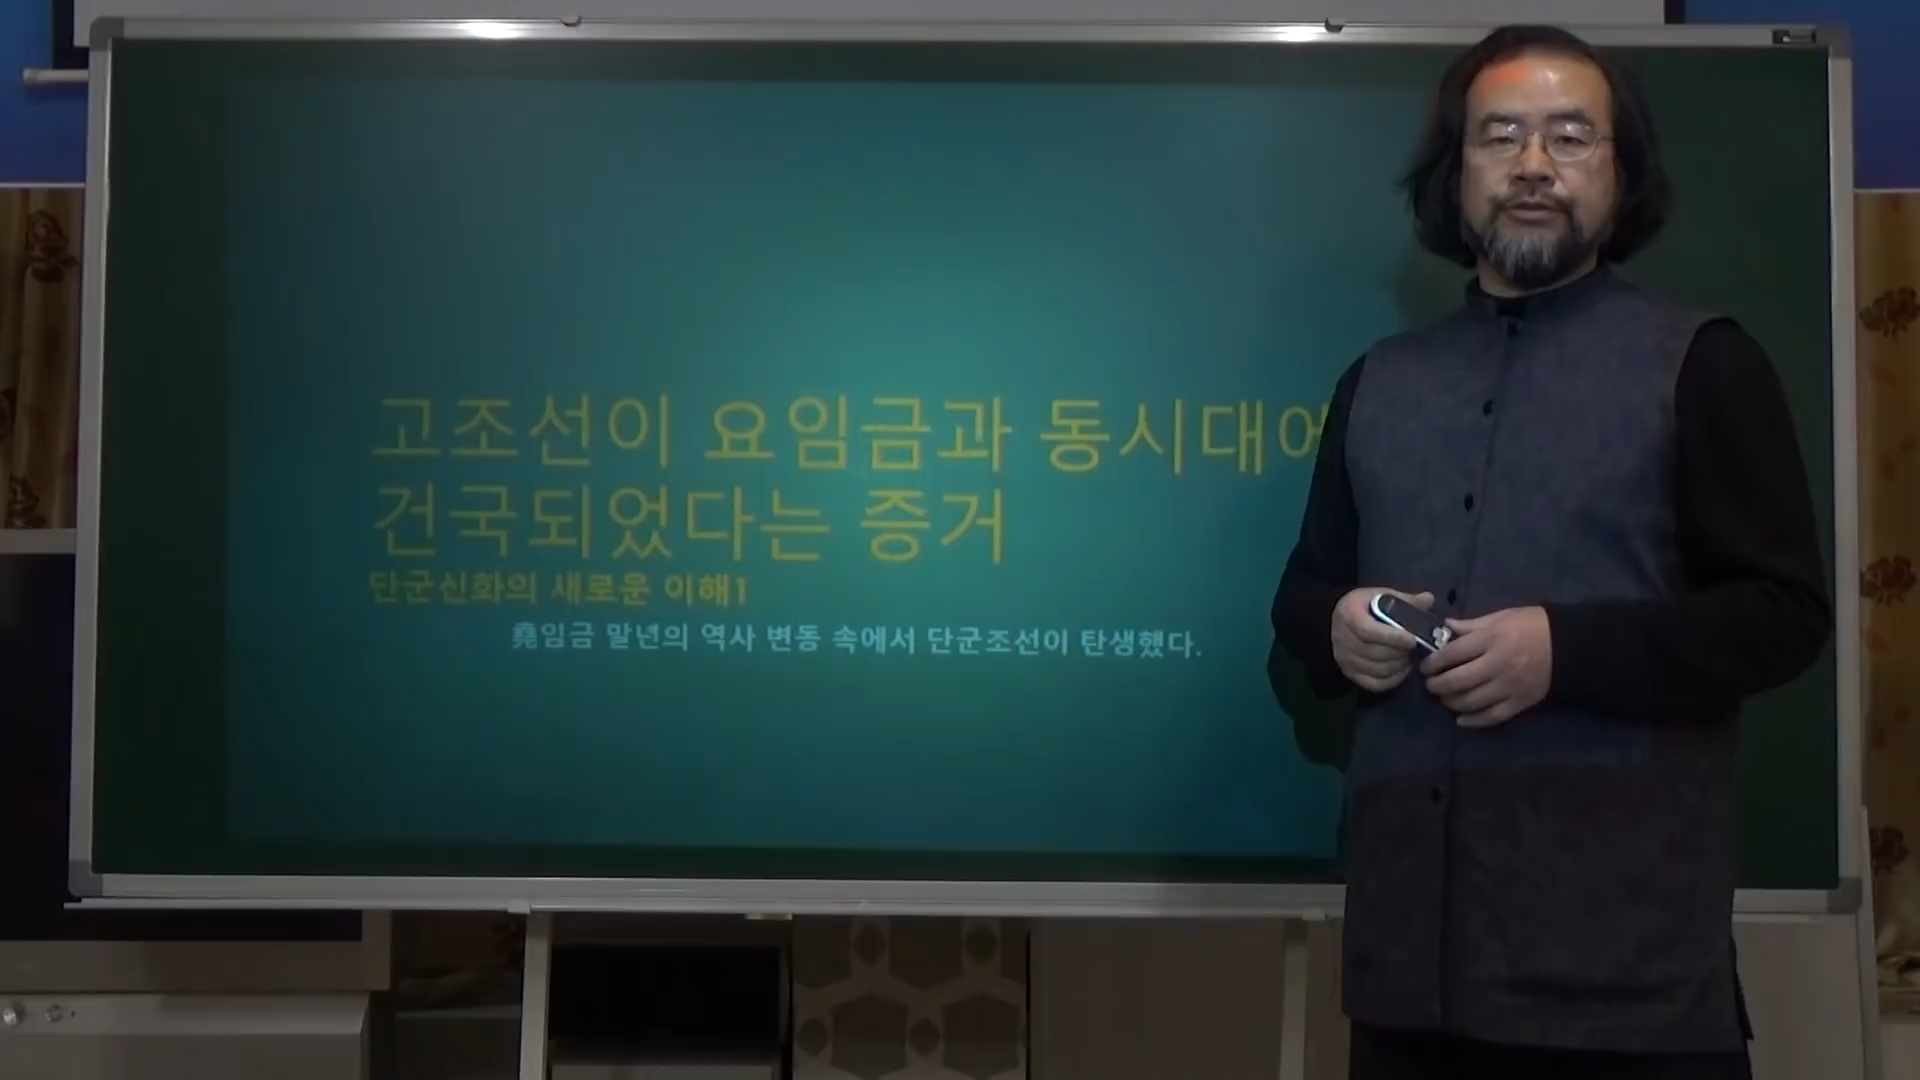 고조선이 요임금과 동시대에
건국되었다는 증거
단군신화의 새로운 이해1
堯임금 말년의 역사 변동 속에서 단군조선이 탄생했다.